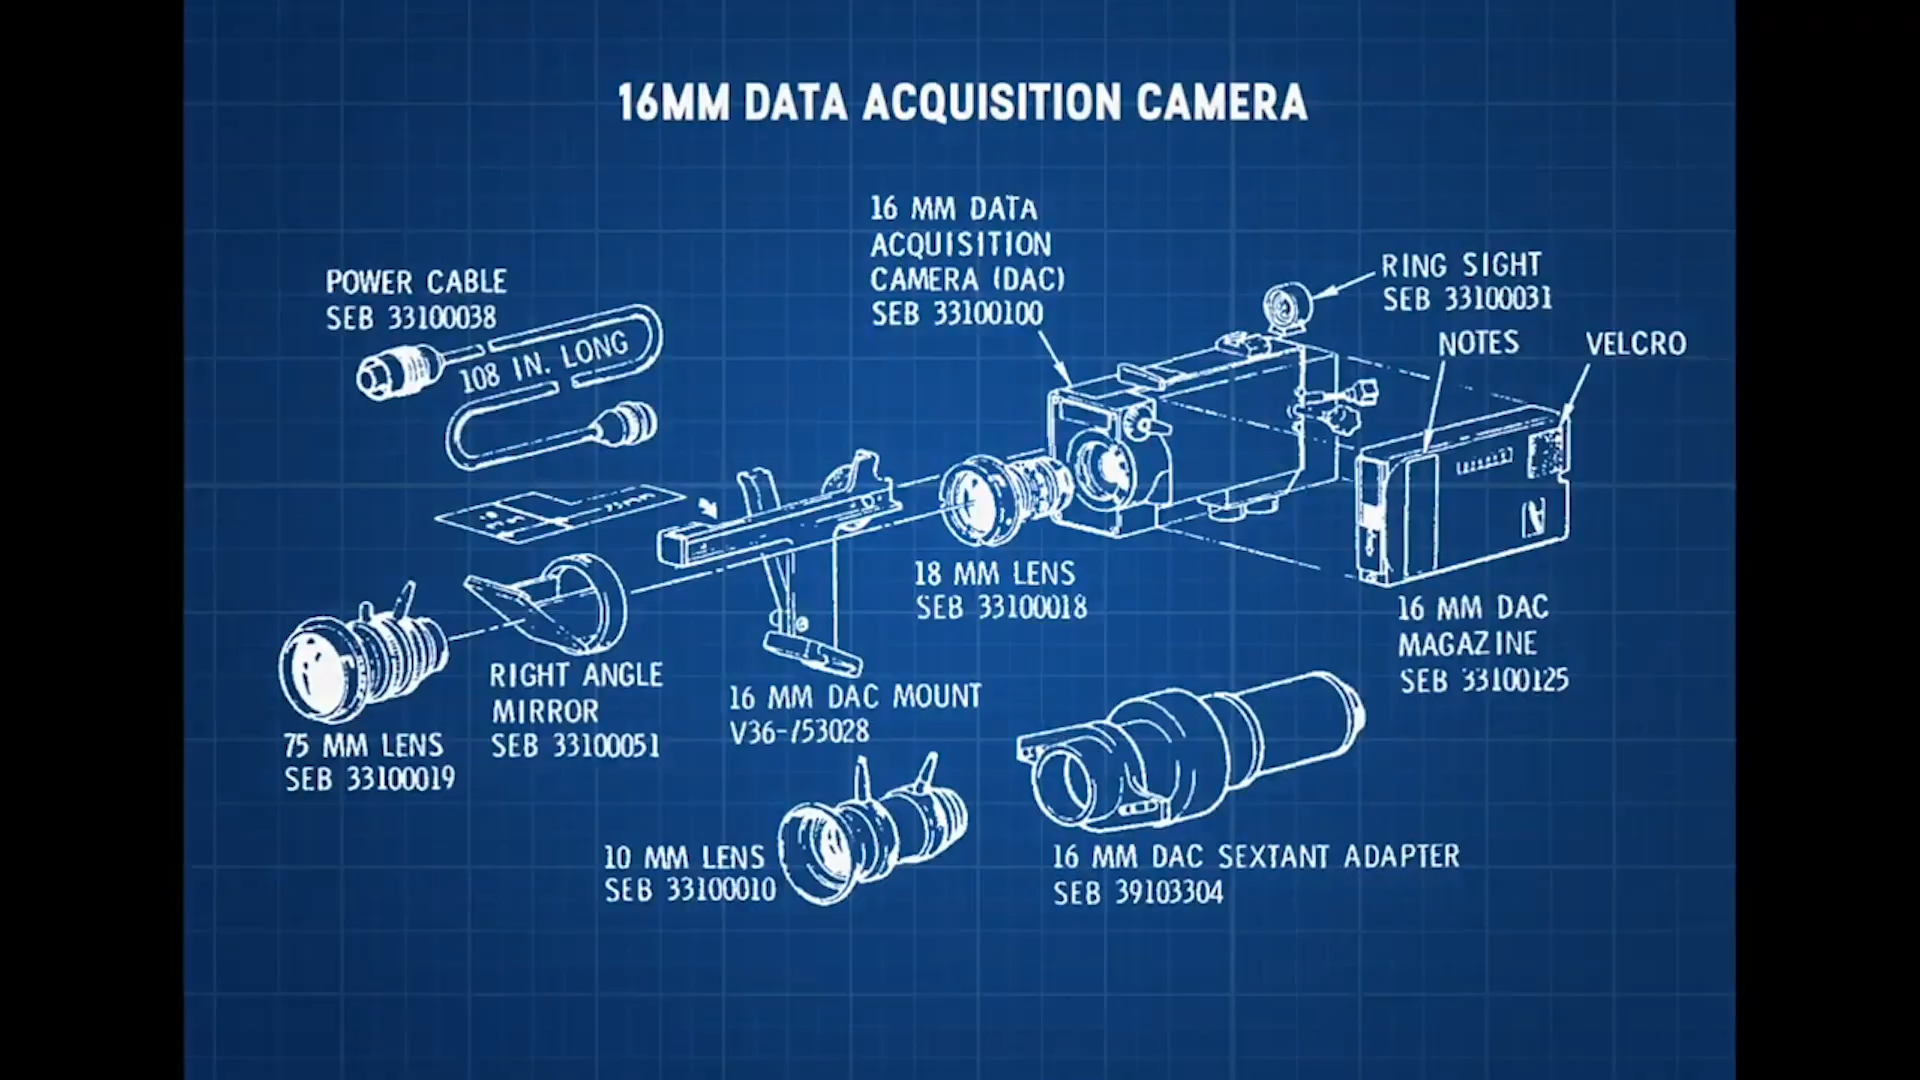 16MM DATA ACQUISITION CAMERA
16 MM DATA
ACQUISITION
CAMERA (DAC)
SEB 33100100
RING SIGHT
SEB 33100031
NOTES
VELCRO
POWER CABLE
SEB 33100038
108 IN. LONG
75MM
18 MM LENS
SEB 33100018
16 MM DAC
MAGAZINE
SEB 33100125
RIGHT ANGLE
MIRROR
SEB 33100051
16 MM DAC MOUNT
V36-753028
75 MM LENS
SEB 33100019
10 MM LENS
SEB 33100010
16 MM DAC SEXTANT ADAPTER
SEB 39103304